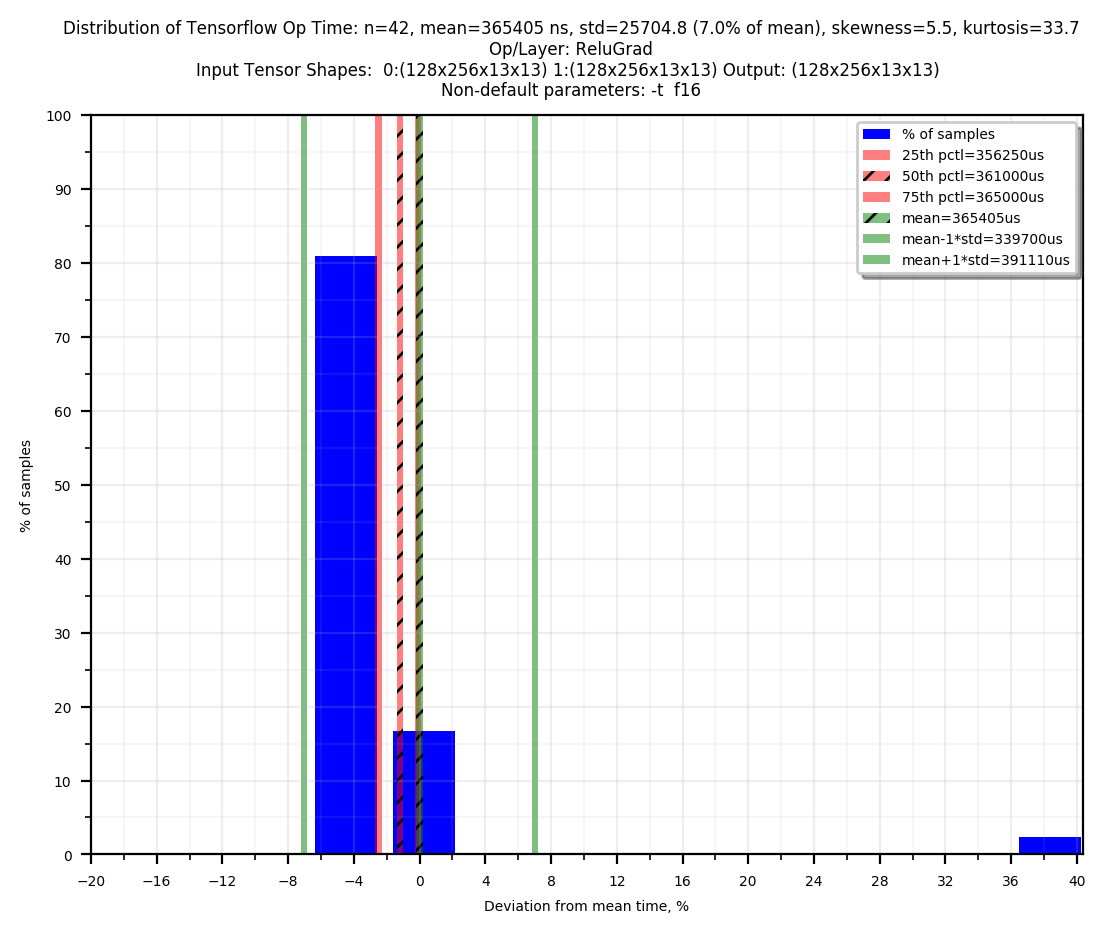 Distribution of Tensorflow Op Time: n=42, mean=365405 ns, std=25704.8 (7.0% of mean), skewness=5.5, kurtosis=33.7
Op/Layer: ReluGrad
Input Tensor Shapes:  0:(128x256x13x13) 1:(128x256x13x13) Output: (128x256x13x13)
Non-default parameters: -t  f16
% of samples
25th pctl=356250us
50th pctl=361000us
75th pctl=365000us
mean=365405us
mean-1*std=339700us
mean+1*std=391110us
100
90
80
70
60
50
40
30
20
10
0
% of samples
−20 −16 −12 −8 −4 0 4 8 12 16 20 24 28 32 36 40
Deviation from mean time, %